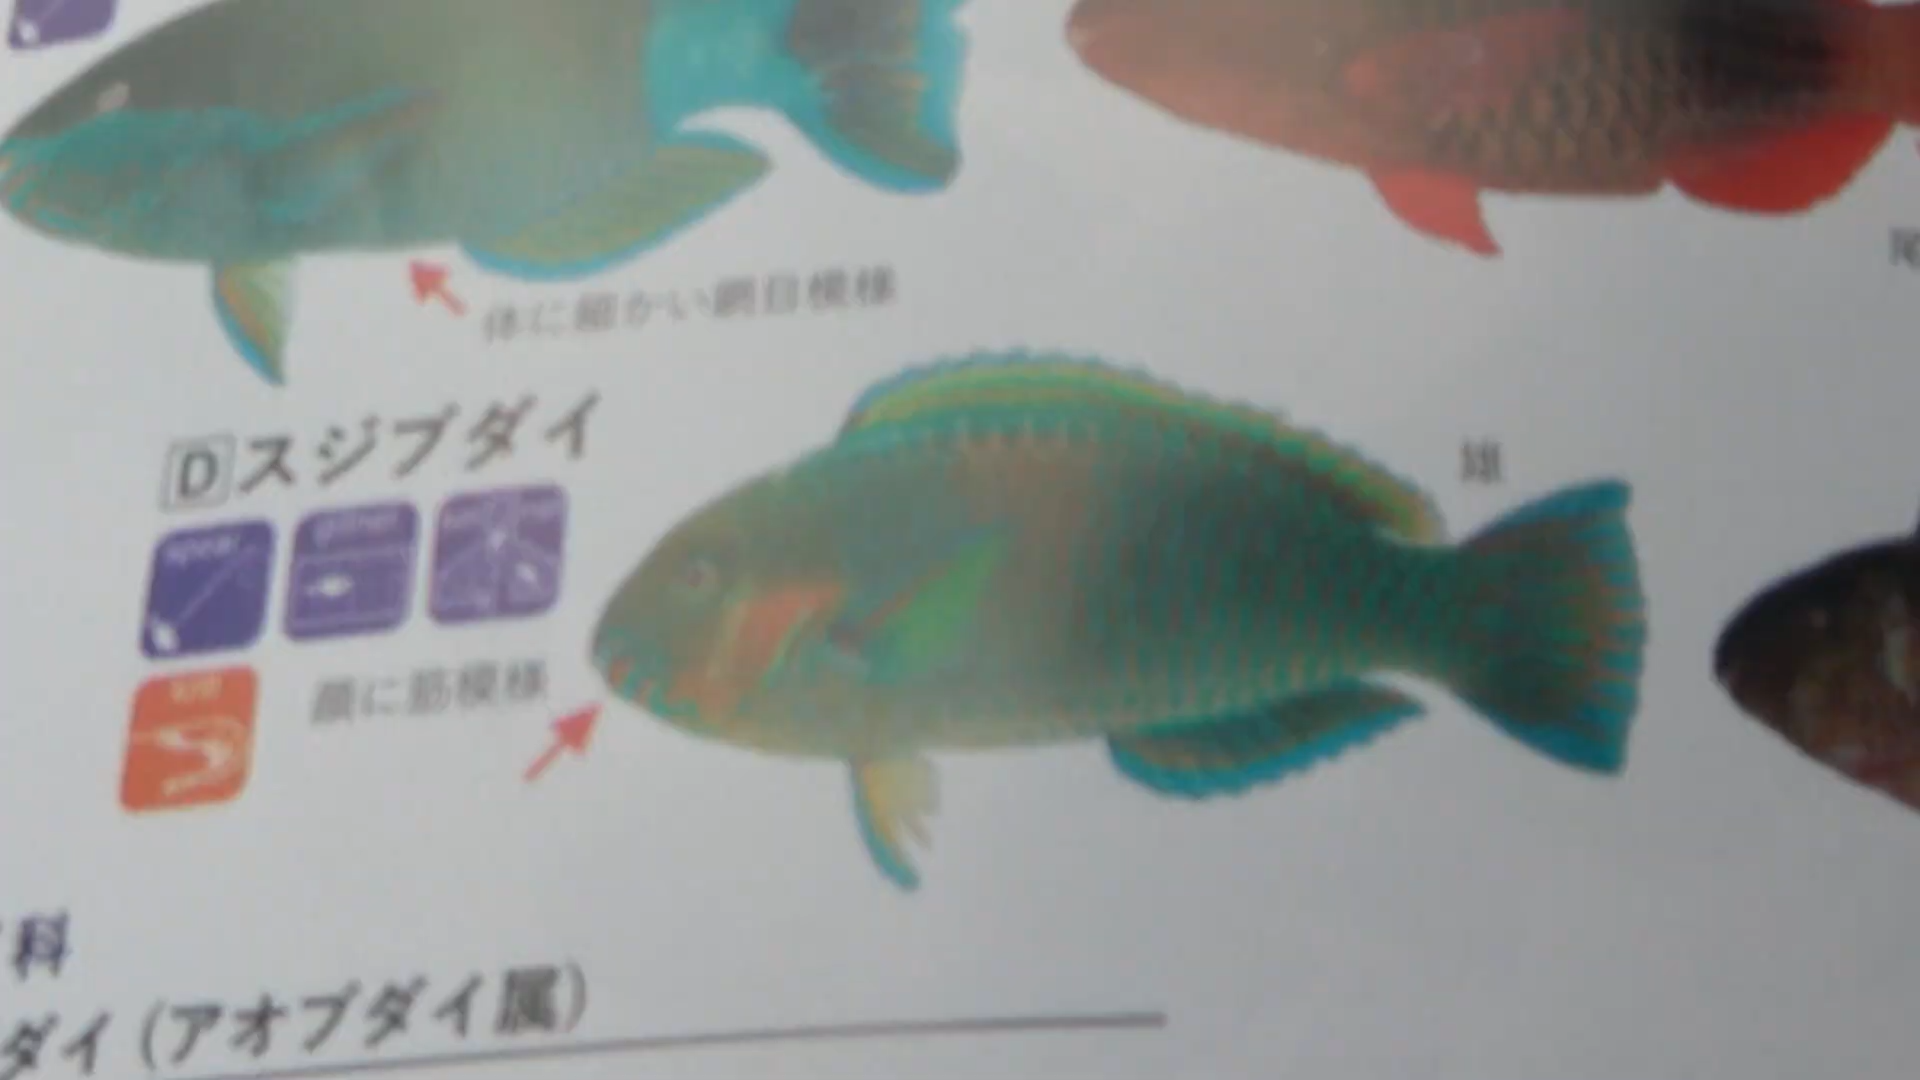 体に細かい網目模様
Dスジブダイ
雄
spear
顔に筋模様
科
ダイ(アオブダイ属)